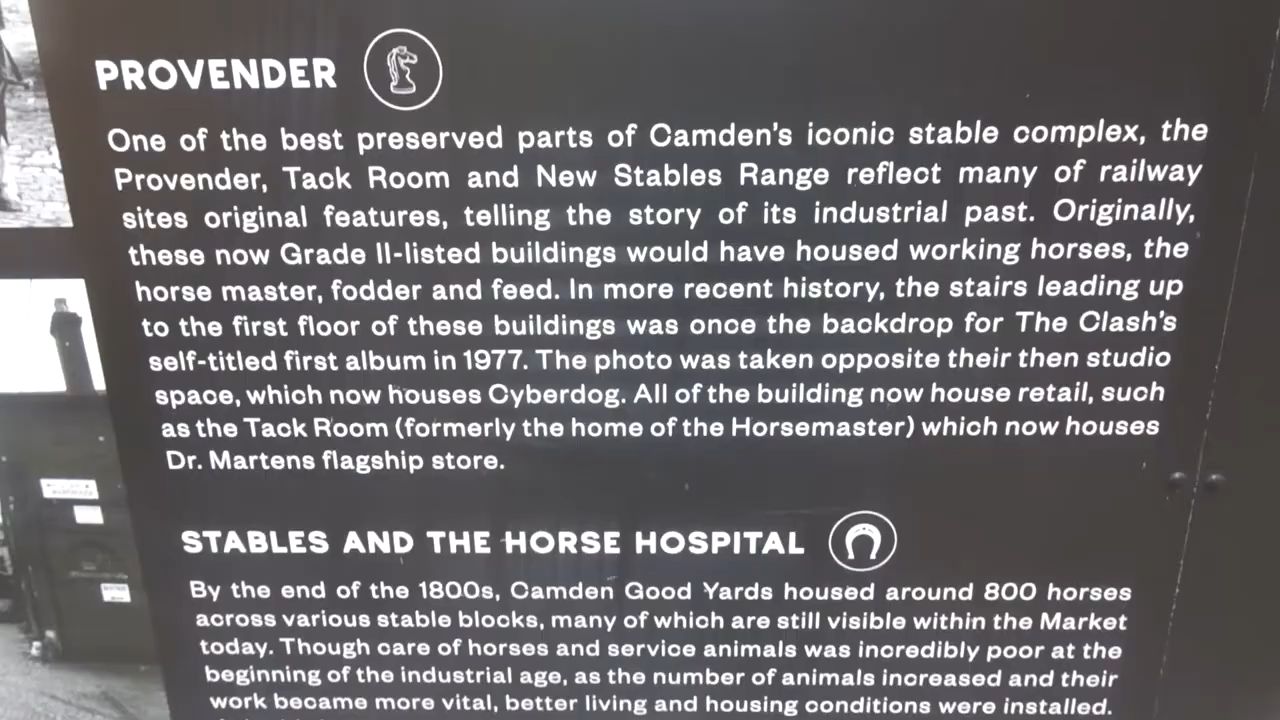 PROVENDER
One of the best preserved parts of Camden's iconic stable complex, the
Provender, Tack Room and New Stables Range reflect many of railway
sites original features, telling the story of its industrial past. Originally,
these now Grade II-listed buildings would have housed working horses, the
horse master, fodder and feed. In more recent history, the stairs leading up
to the first floor of these buildings was once the backdrop for The Clash's
self-titled first album in 1977. The photo was taken opposite their then studio
space, which now houses Cyberdog. All of the building now house retail, such
as the Tack Room (formerly the home of the Horsemaster) which now houses
Dr. Martens flagship store.
STABLES AND THE HORSE HOSPITAL
By the end of the 1800s, Camden Good Yards housed around 800 horses
across various stable blocks, many of which are still visible within the Market
today. Though care of horses and service animals was incredibly poor at the
beginning of the industrial age, as the number of animals increased and their
work became more vital, better living and housing conditions were installed.